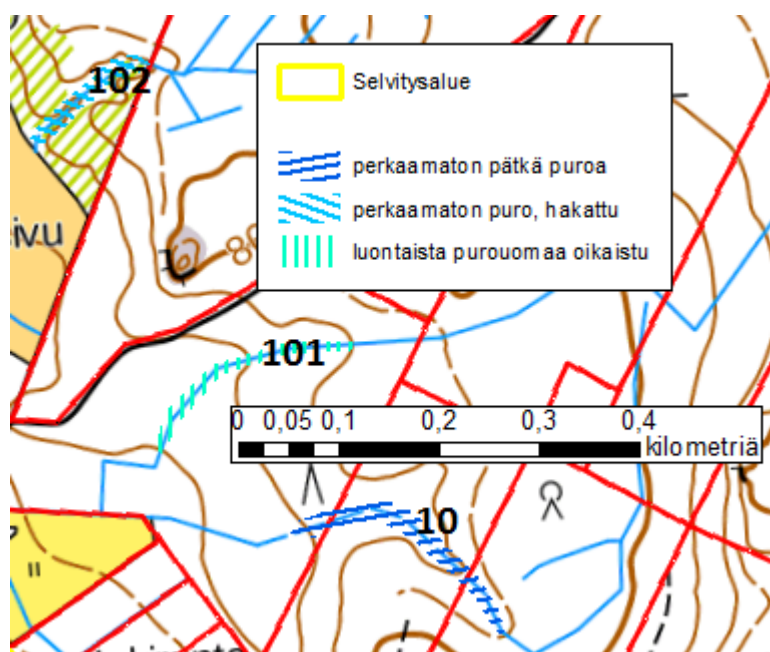 102
Selvitysalue
perkaamaton pätkä puroa
perkaamaton puro, hakattu
luontaista purouomaa oikaistu
ivu
101
0 0,05 0,1 0,2 0,3 0,4
kilometriä
10